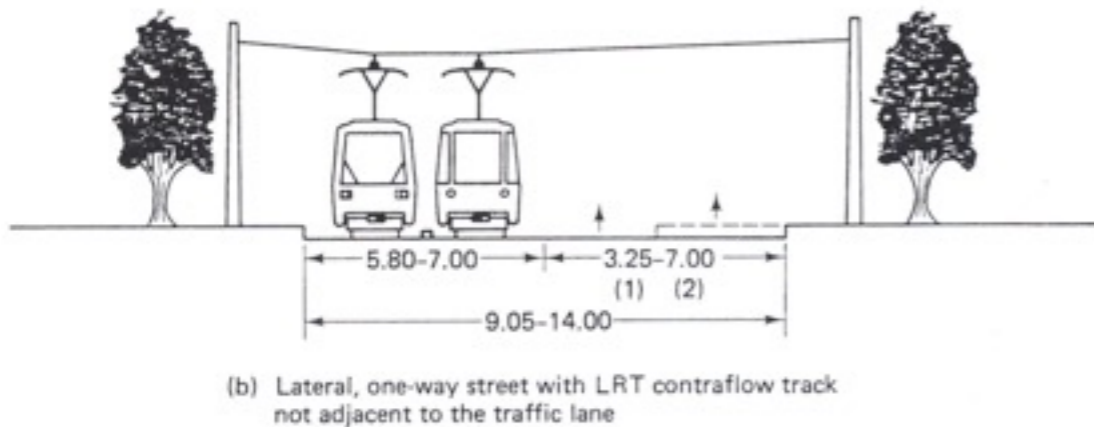 5.80–7.00 3.25–7.00
(1) (2)
9.05–14.00
(b) Lateral, one-way street with LRT contraflow track
not adjacent to the traffic lane